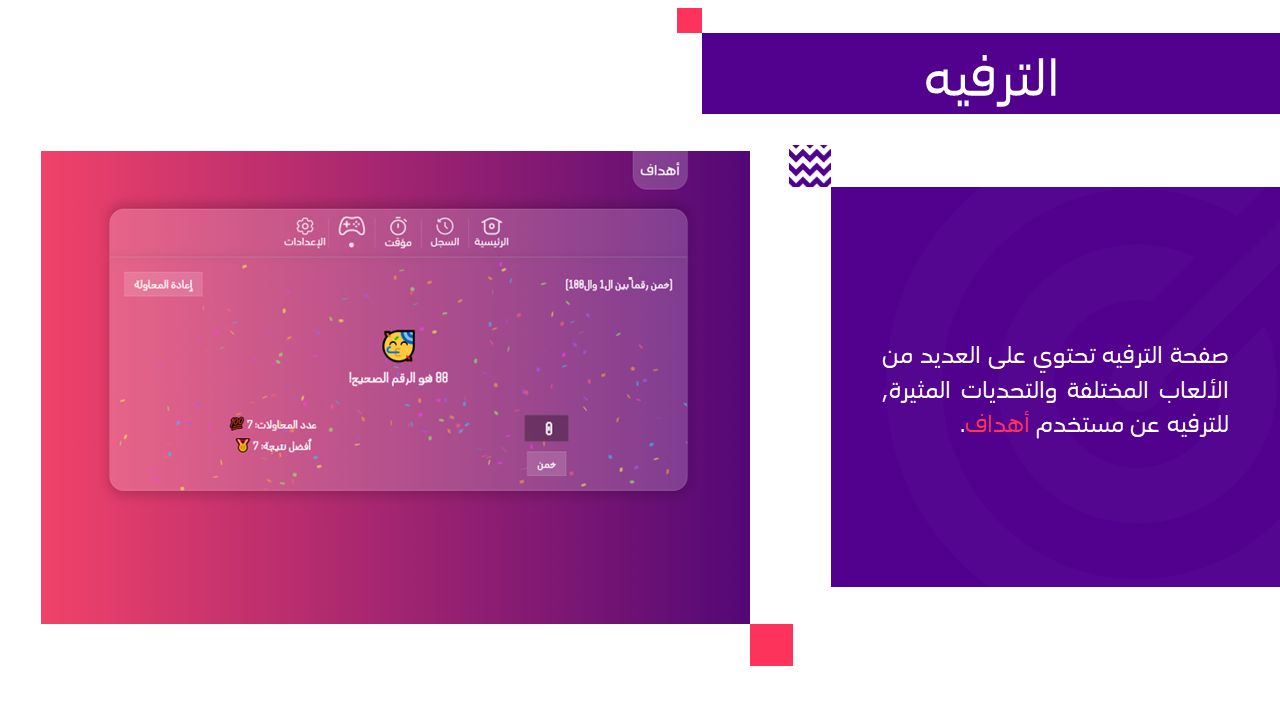 الترفيه
صفحة الترفيه تحتوي على العديد من
الألعاب المختلفة والتحديات المثيرة,
للترفيه عن مستخدم أهداف.
أهداف
الرئيسية
السجل
مؤقت
الإعدادات
(خمن رقماً بين ال1 وال100)
إعادة المحاولة
88 هو الرقم الصحيح!
0
خمن
عدد المحاولات: 7 💯
أفضل نتيجة: 7 🏅